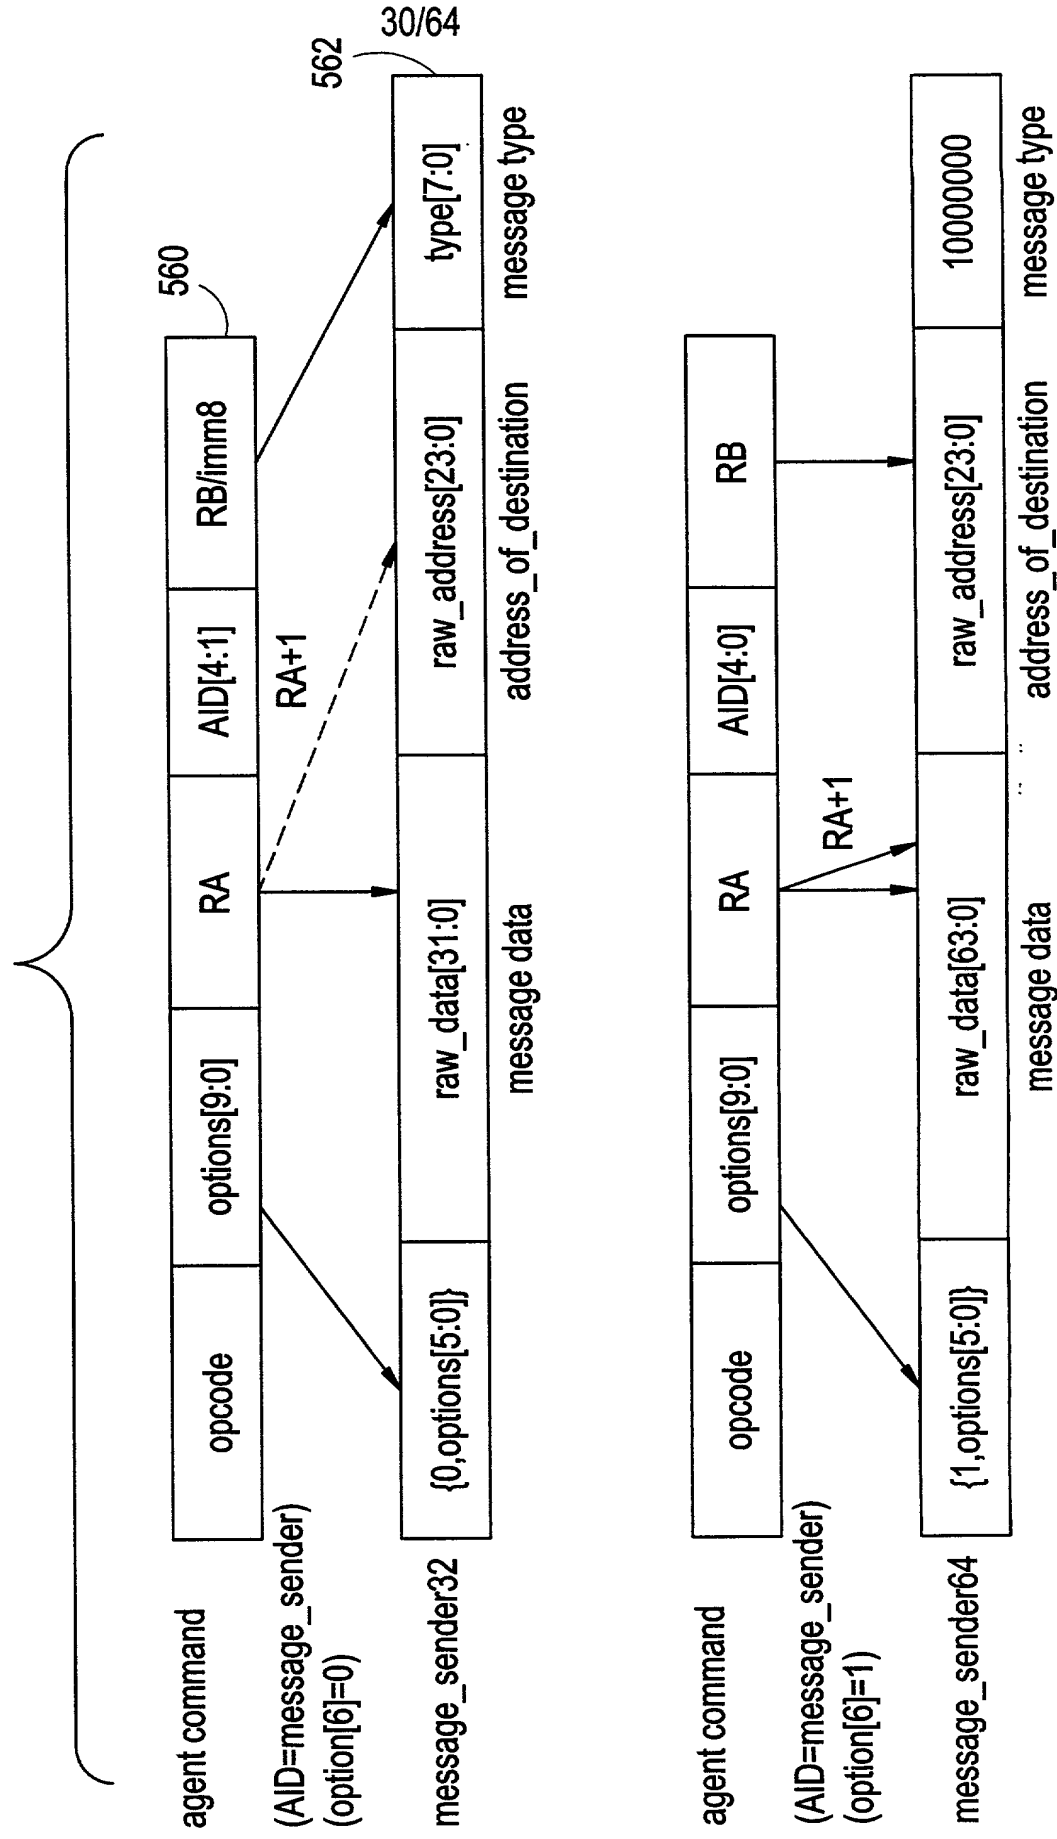 30/64
agent command
(AID=message_sender)
(option[6]=0)
opcode
options[9:0]
RA
AID[4:1]
RB/imm8
560
RA+1
562
message_sender32
{0,options[5:0]}
raw_data[31:0]
raw_address[23:0]
type[7:0]
message data
address_of_destination
message type
agent command
(AID=message_sender)
(option[6]=1)
opcode
options[9:0]
RA
AID[4:0]
RB
RA+1
message_sender64
{1,options[5:0]}
raw_data[63:0]
raw_address[23:0]
10000000
message data
address_of_destination
message type